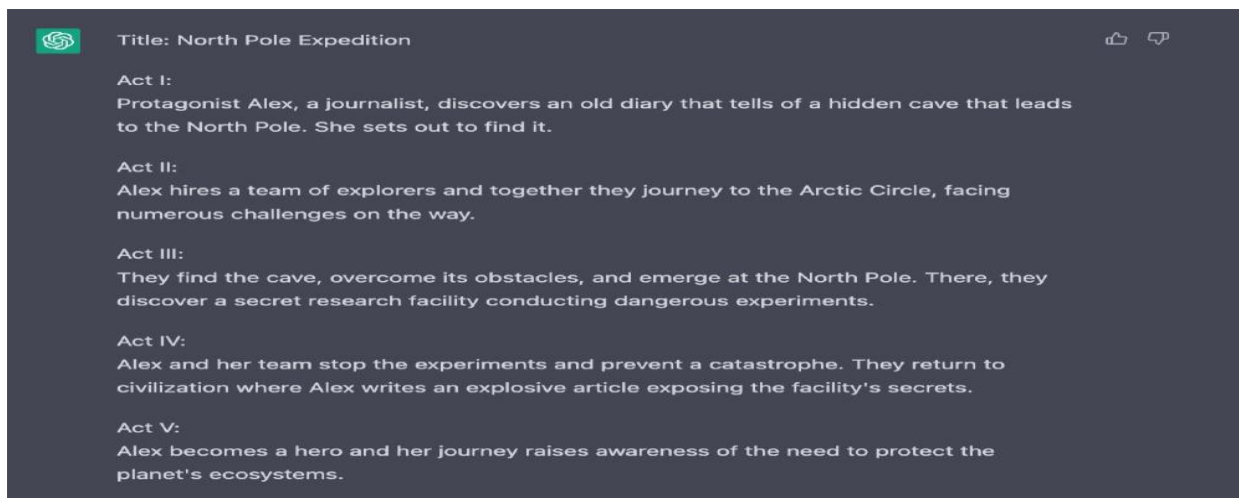 Title: North Pole Expedition
Act I:
Protagonist Alex, a journalist, discovers an old diary that tells of a hidden cave that leads
to the North Pole. She sets out to find it.
Act II:
Alex hires a team of explorers and together they journey to the Arctic Circle, facing
numerous challenges on the way.
Act III:
They find the cave, overcome its obstacles, and emerge at the North Pole. There, they
discover a secret research facility conducting dangerous experiments.
Act IV:
Alex and her team stop the experiments and prevent a catastrophe. They return to
civilization where Alex writes an explosive article exposing the facility's secrets.
Act V:
Alex becomes a hero and her journey raises awareness of the need to protect the
planet's ecosystems.